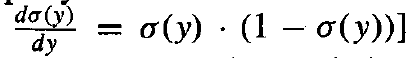 dσ(y)/dy = σ(y) · (1 − σ(y))]